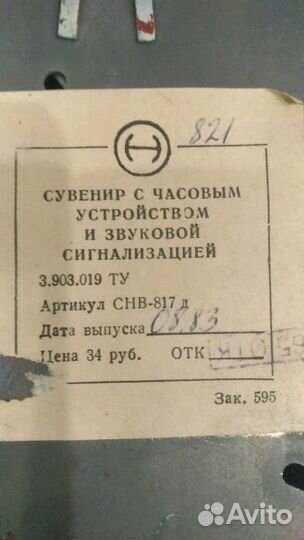 821
СУВЕНИР С ЧАСОВЫМ
УСТРОЙСТВОМ
И ЗВУКОВОЙ
СИГНАЛИЗАЦИЕЙ
3.903.019 ТУ
Артикул СНВ-817 д
Дата выпуска 08.83
Цена 34 руб. ОТК
Зак. 595
Avito